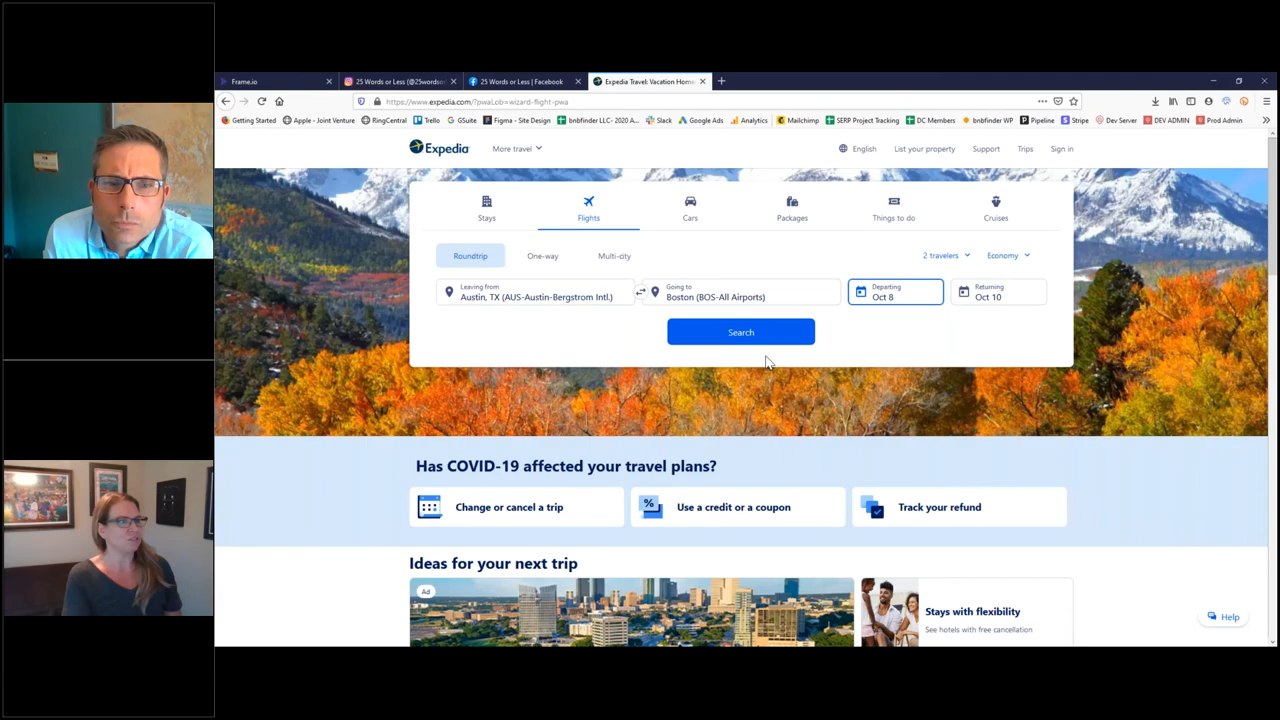 Frame.io
25 Words or Less (@25wordso
25 Words or Less | Facebook
Expedia Travel: Vacation Home
https://www.expedia.com/?pwaLob=wizard-flight-pwa
Getting Started
Apple - Joint Venture
RingCentral
Trello
GSuite
Figma - Site Design
bnbfinder LLC- 2020 A...
Slack
Google Ads
Analytics
Mailchimp
SERP Project Tracking
DC Members
bnbfinder WP
Pipeline
Stripe
Dev Server
DEV ADMIN
Prod Admin
Expedia
More travel
English
List your property
Support
Trips
Sign in
Stays
Flights
Cars
Packages
Things to do
Cruises
Roundtrip
One-way
Multi-city
2 travelers
Economy
Leaving from
Austin, TX (AUS-Austin-Bergstrom Intl.)
Going to
Boston (BOS-All Airports)
Departing
Oct 8
Returning
Oct 10
Search
Has COVID-19 affected your travel plans?
Change or cancel a trip
Use a credit or a coupon
Track your refund
Ideas for your next trip
Ad
Stays with flexibility
See hotels with free cancellation
Help